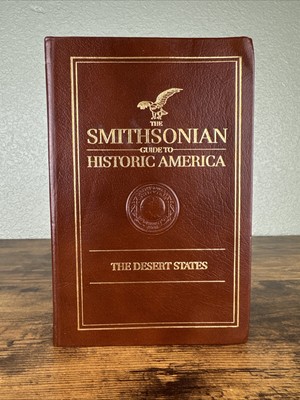 THE
SMITHSONIAN
GUIDE TO
HISTORIC AMERICA
THE DESERT STATES